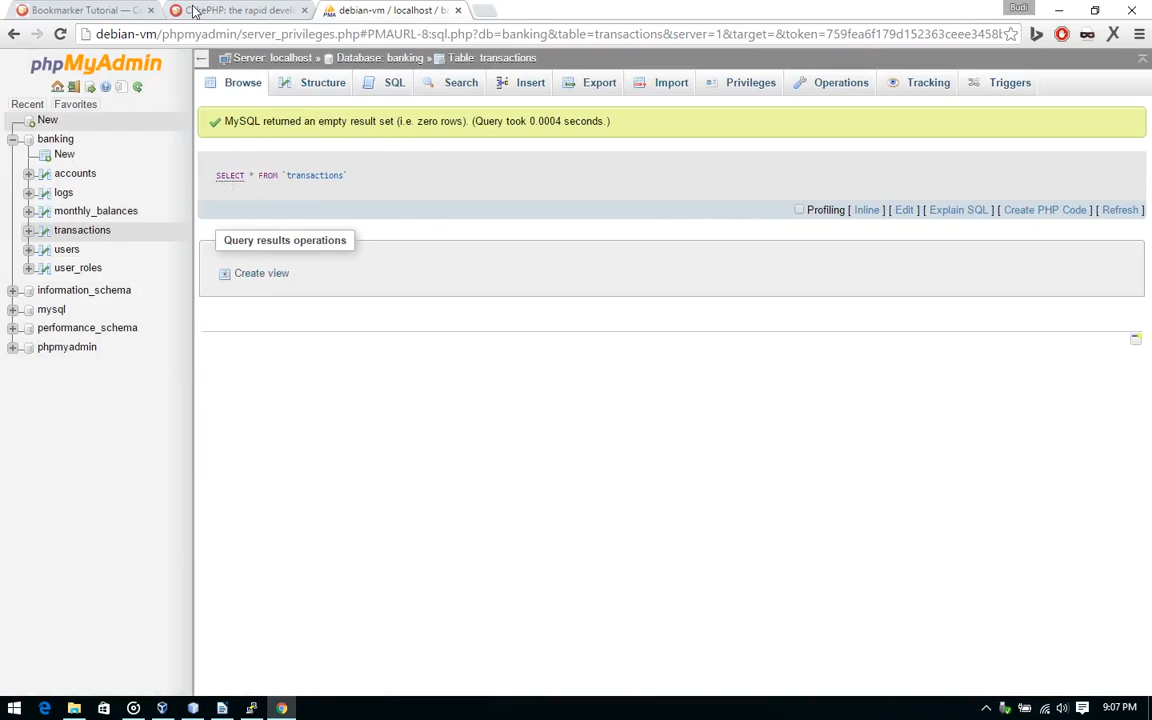 Bookmarker Tutorial — C
CakePHP: the rapid devel
debian-vm / localhost / b
Budi
debian-vm/phpmyadmin/server_privileges.php#PMAURL-8:sql.php?db=banking&table=transactions&server=1&target=&token=759fea6f179d152363ceee3458
phpMyAdmin
Recent Favorites
New
banking
New
accounts
logs
monthly_balances
transactions
users
user_roles
information_schema
mysql
performance_schema
phpmyadmin
Server: localhost » Database: banking » Table: transactions
Browse Structure SQL Search Insert Export Import Privileges Operations Tracking Triggers
MySQL returned an empty result set (i.e. zero rows). (Query took 0.0004 seconds.)
SELECT * FROM `transactions`
Profiling [ Inline ] [ Edit ] [ Explain SQL ] [ Create PHP Code ] [ Refresh ]
Query results operations
Create view
9:07 PM